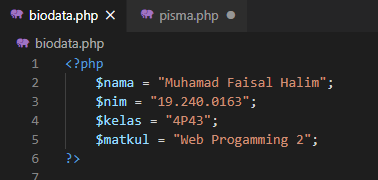 biodata.php pisma.php
biodata.php
1 <?php
2 $nama = "Muhamad Faisal Halim";
3 $nim = "19.240.0163";
4 $kelas = "4P43";
5 $matkul = "Web Progamming 2";
6 ?>